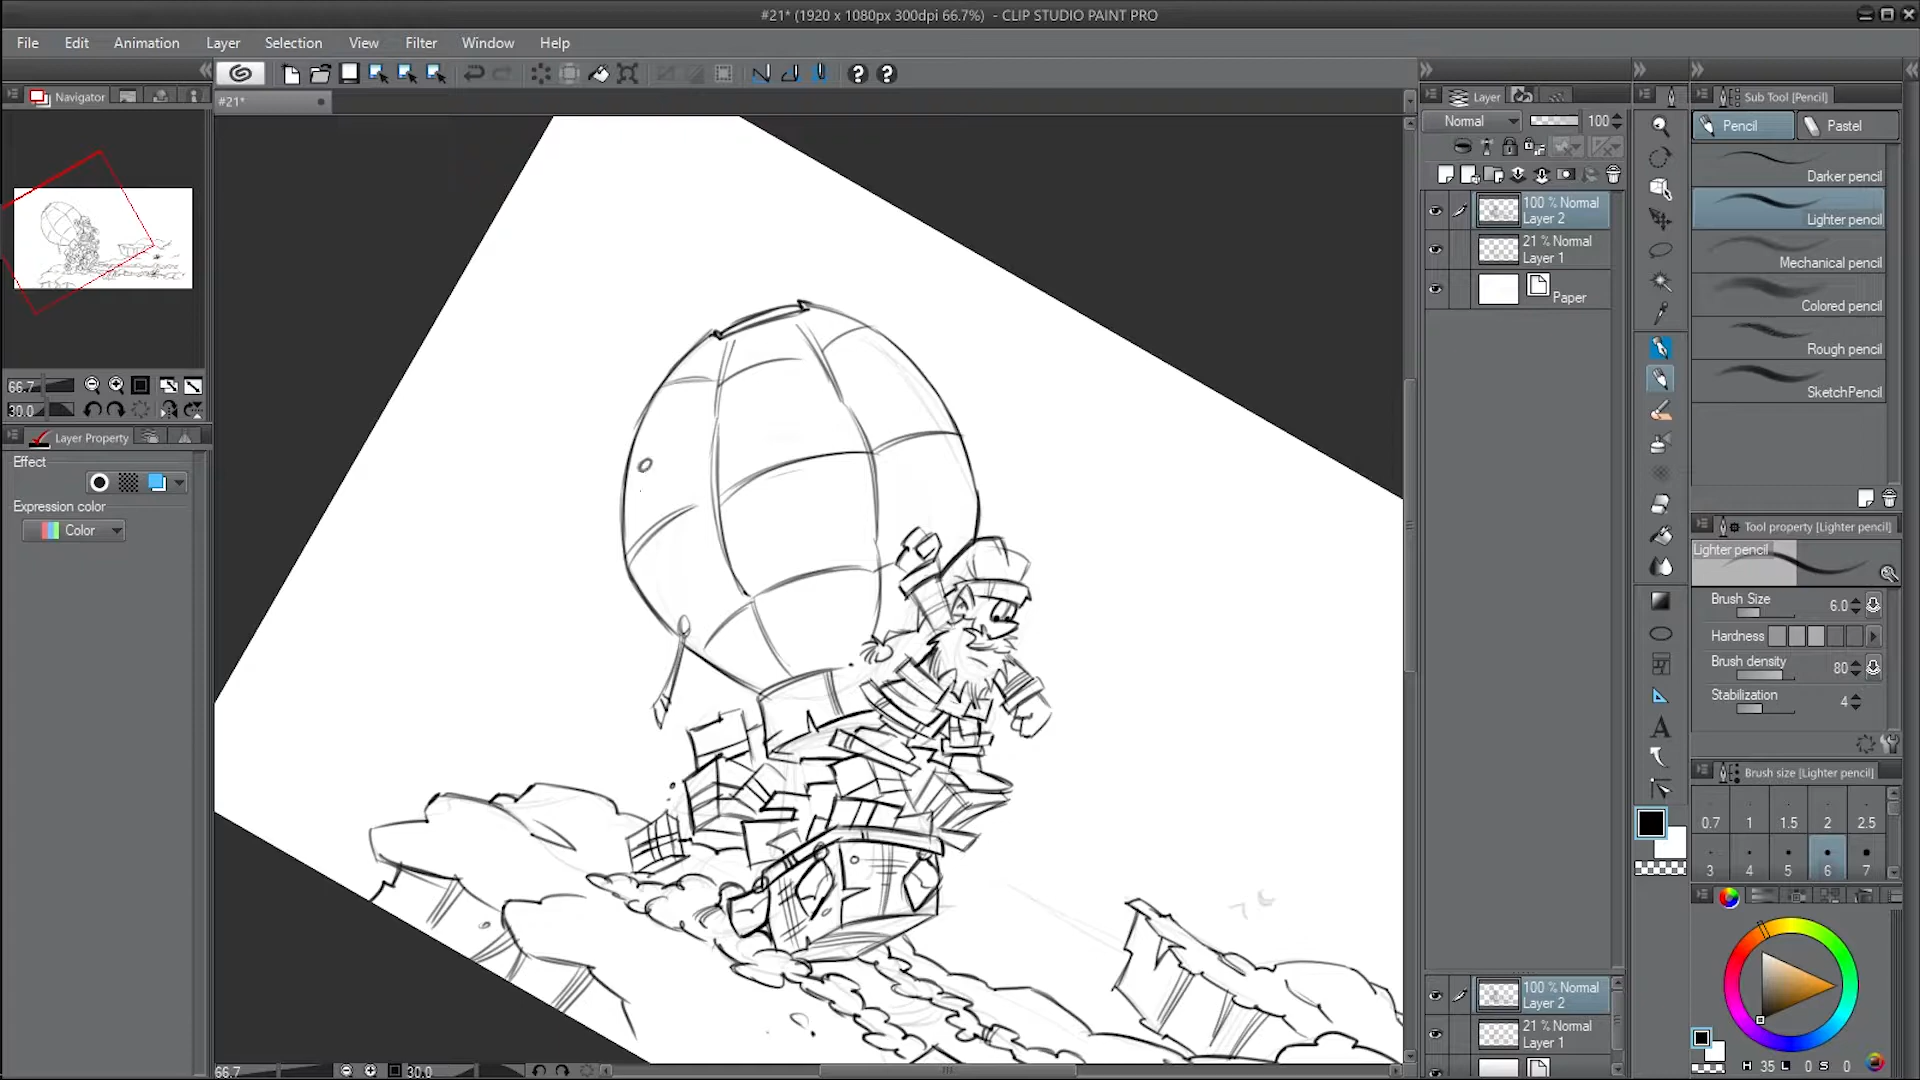 #21* (1920 x 1080px 300dpi 66.7%) - CLIP STUDIO PAINT PRO
File Edit Animation Layer Selection View Filter Window Help
Navigator
#21*
Layer
Sub Tool [Pencil]
Normal 100
Pencil Pastel
Darker pencil
100 % Normal
Layer 2
Lighter pencil
21 % Normal
Layer 1
Mechanical pencil
Paper
Colored pencil
Rough pencil
SketchPencil
66.7
30.0
Layer Property
Effect
Expression color
Color
Tool property [Lighter pencil]
Lighter pencil
Brush Size 6.0
Hardness
Brush density 80
Stabilization 4
A
Brush size [Lighter pencil]
0.7 1 1.5 2 2.5
3 4 5 6 7
100 % Normal
Layer 2
21 % Normal
Layer 1
66.7 30.0
H 35 L 0 S 0